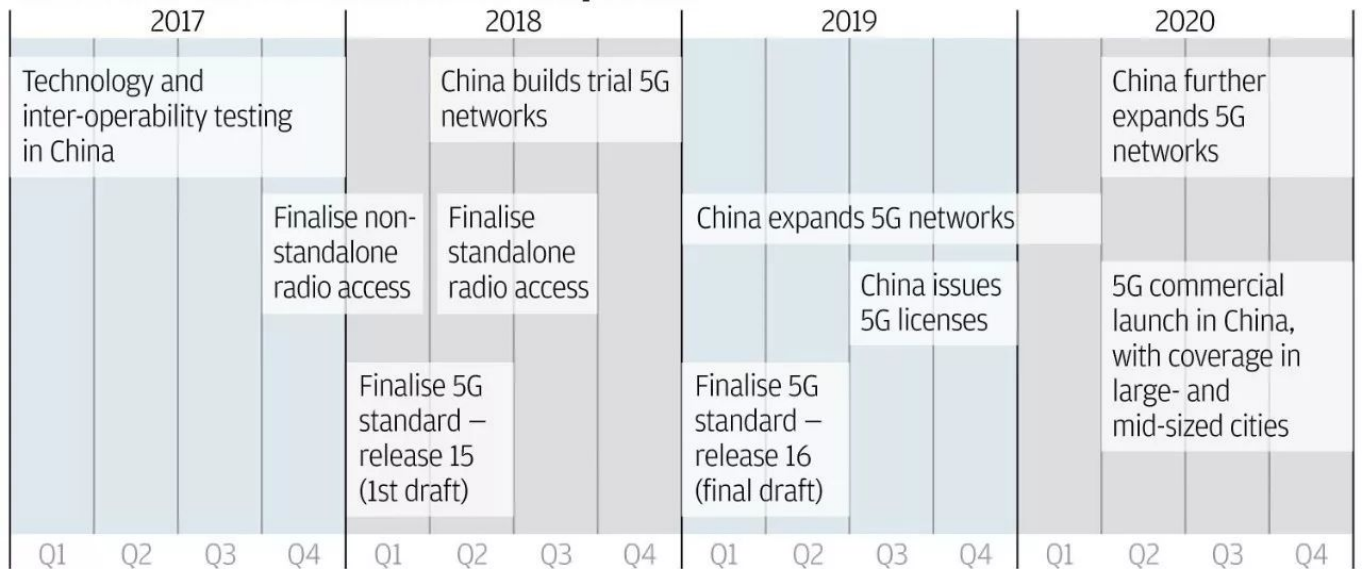 2017 2018 2019 2020
Technology and
inter-operability testing
in China
China builds trial 5G
networks
China further
expands 5G
networks
Finalise non-
standalone
radio access
Finalise
standalone
radio access
China expands 5G networks
China issues
5G licenses
5G commercial
launch in China,
with coverage in
large- and
mid-sized cities
Finalise 5G
standard –
release 15
(1st draft)
Finalise 5G
standard –
release 16
(final draft)
Q1 Q2 Q3 Q4 Q1 Q2 Q3 Q4 Q1 Q2 Q3 Q4 Q1 Q2 Q3 Q4